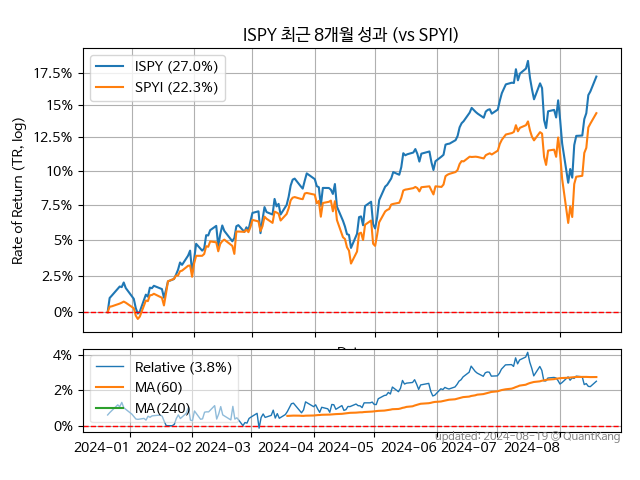 ISPY 최근 8개월 성과 (vs SPYI)
Rate of Return (TR, log)
17.5%
15%
12.5%
10%
7.5%
5%
2.5%
0%
ISPY (27.0%)
SPYI (22.3%)
4%
2%
0%
Relative (3.8%)
MA(60)
MA(240)
2024-01 2024-02 2024-03 2024-04 2024-05 2024-06 2024-07 2024-08
updated: 2024-08-19 © QuantKang